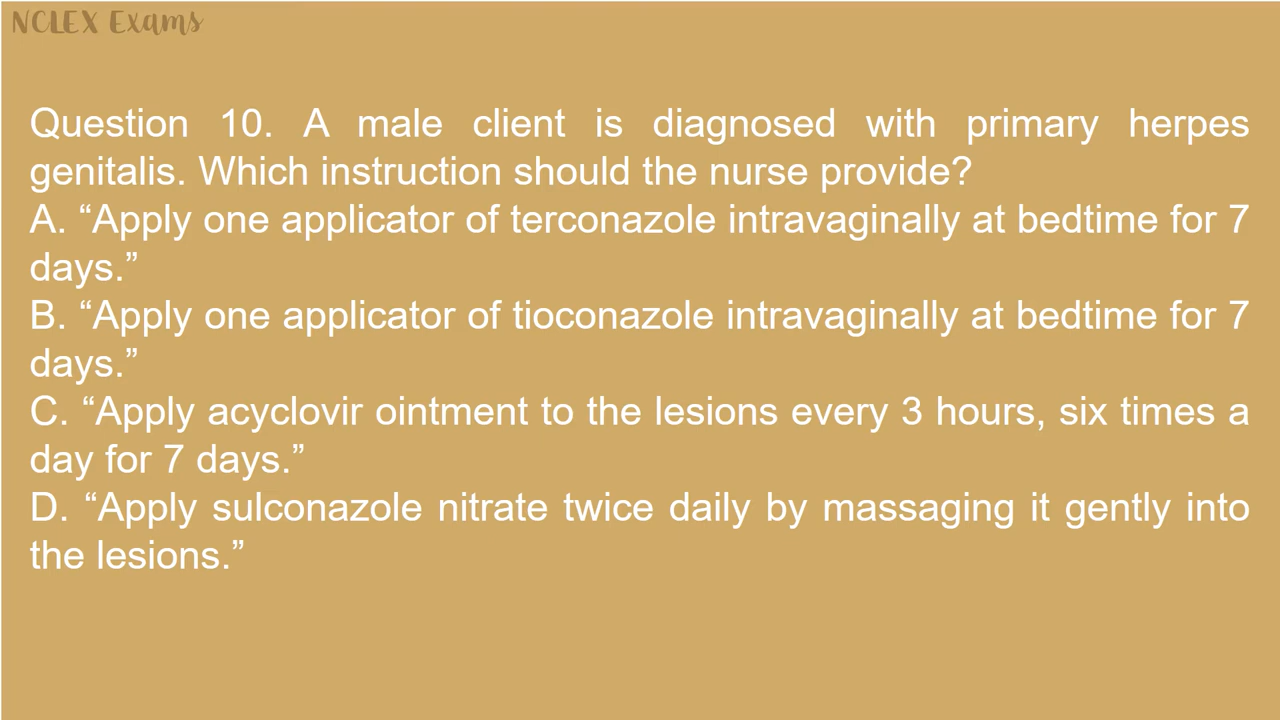 NCLEX Exams
Question 10. A male client is diagnosed with primary herpes
genitalis. Which instruction should the nurse provide?
A. “Apply one applicator of terconazole intravaginally at bedtime for 7
days.”
B. “Apply one applicator of tioconazole intravaginally at bedtime for 7
days.”
C. “Apply acyclovir ointment to the lesions every 3 hours, six times a
day for 7 days.”
D. “Apply sulconazole nitrate twice daily by massaging it gently into
the lesions.”